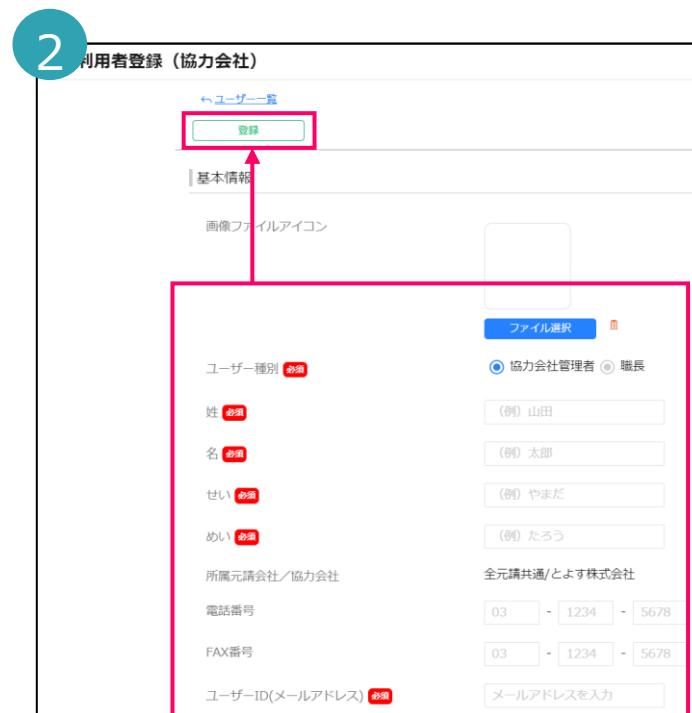 2
利用者登録（協力会社）
ユーザー一覧
登録
基本情報
画像ファイルアイコン
ファイル選択
ユーザー種別 必須 協力会社管理者 職長
姓 必須 （例）山田
名 必須 （例）太郎
せい 必須 （例）やまだ
めい 必須 （例）たろう
所属元請会社／協力会社 全元請共通/とよす株式会社
電話番号 03 - 1234 - 5678
FAX番号 03 - 1234 - 5678
ユーザーID(メールアドレス) 必須 メールアドレスを入力